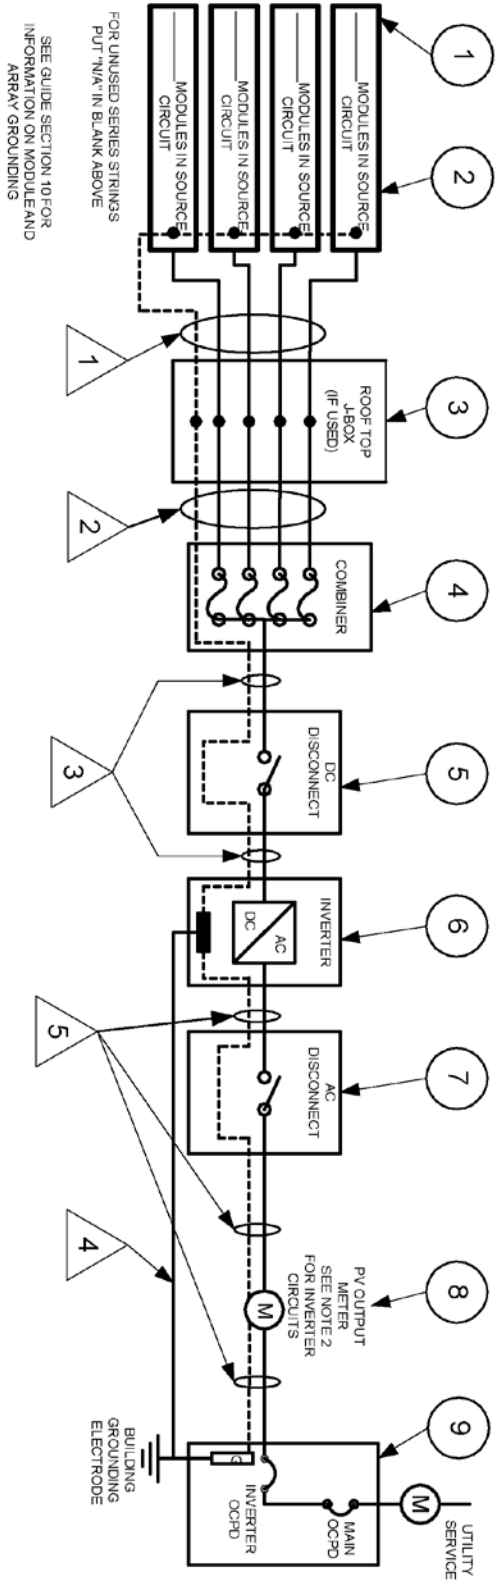 1
2
3
4
5
6
7
8
9
MODULES IN SOURCE
CIRCUIT
MODULES IN SOURCE
CIRCUIT
MODULES IN SOURCE
CIRCUIT
MODULES IN SOURCE
CIRCUIT
FOR UNUSED SERIES STRINGS
PUT "N/A" IN BLANK ABOVE
SEE GUIDE SECTION 10 FOR
INFORMATION ON MODULE AND
ARRAY GROUNDING
1
ROOF TOP
J-BOX
(IF USED)
2
COMBINER
3
DC
DISCONNECT
INVERTER
AC
DC
5
AC
DISCONNECT
4
PV OUTPUT
METER
SEE NOTE 2
FOR INVERTER
CIRCUITS
M
UTILITY
SERVICE
M
MAIN
OCPD
INVERTER
OCPD
G
BUILDING
GROUNDING
ELECTRODE